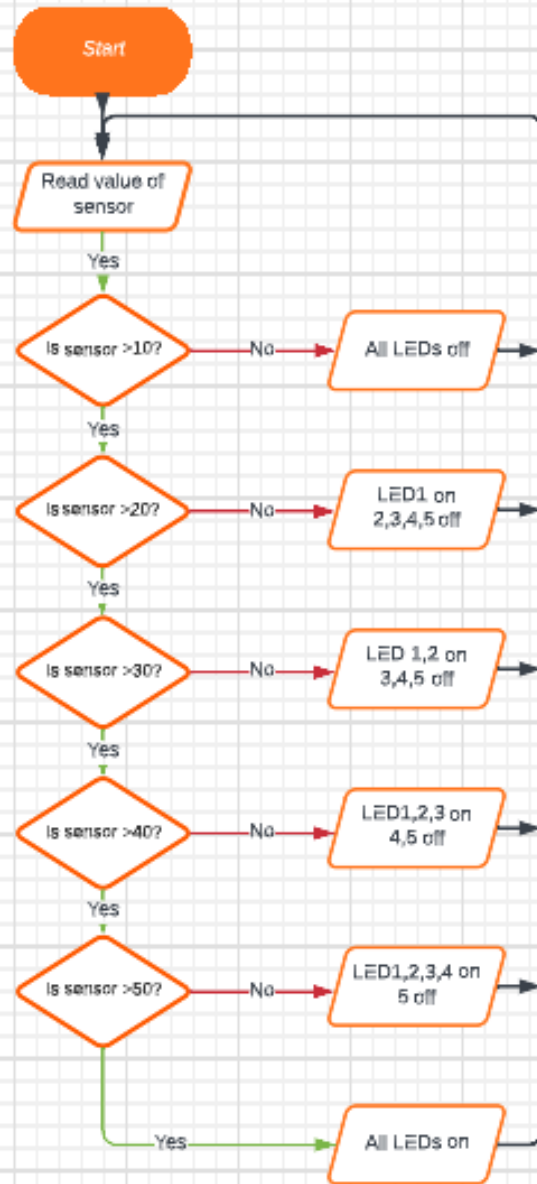 Start
Read value of
sensor
Yes
Is sensor >10?
No
All LEDs off
Yes
Is sensor >20?
No
LED1 on
2,3,4,5 off
Yes
Is sensor >30?
No
LED 1,2 on
3,4,5 off
Yes
Is sensor >40?
No
LED1,2,3 on
4,5 off
Yes
Is sensor >50?
No
LED1,2,3,4 on
5 off
Yes
All LEDs on